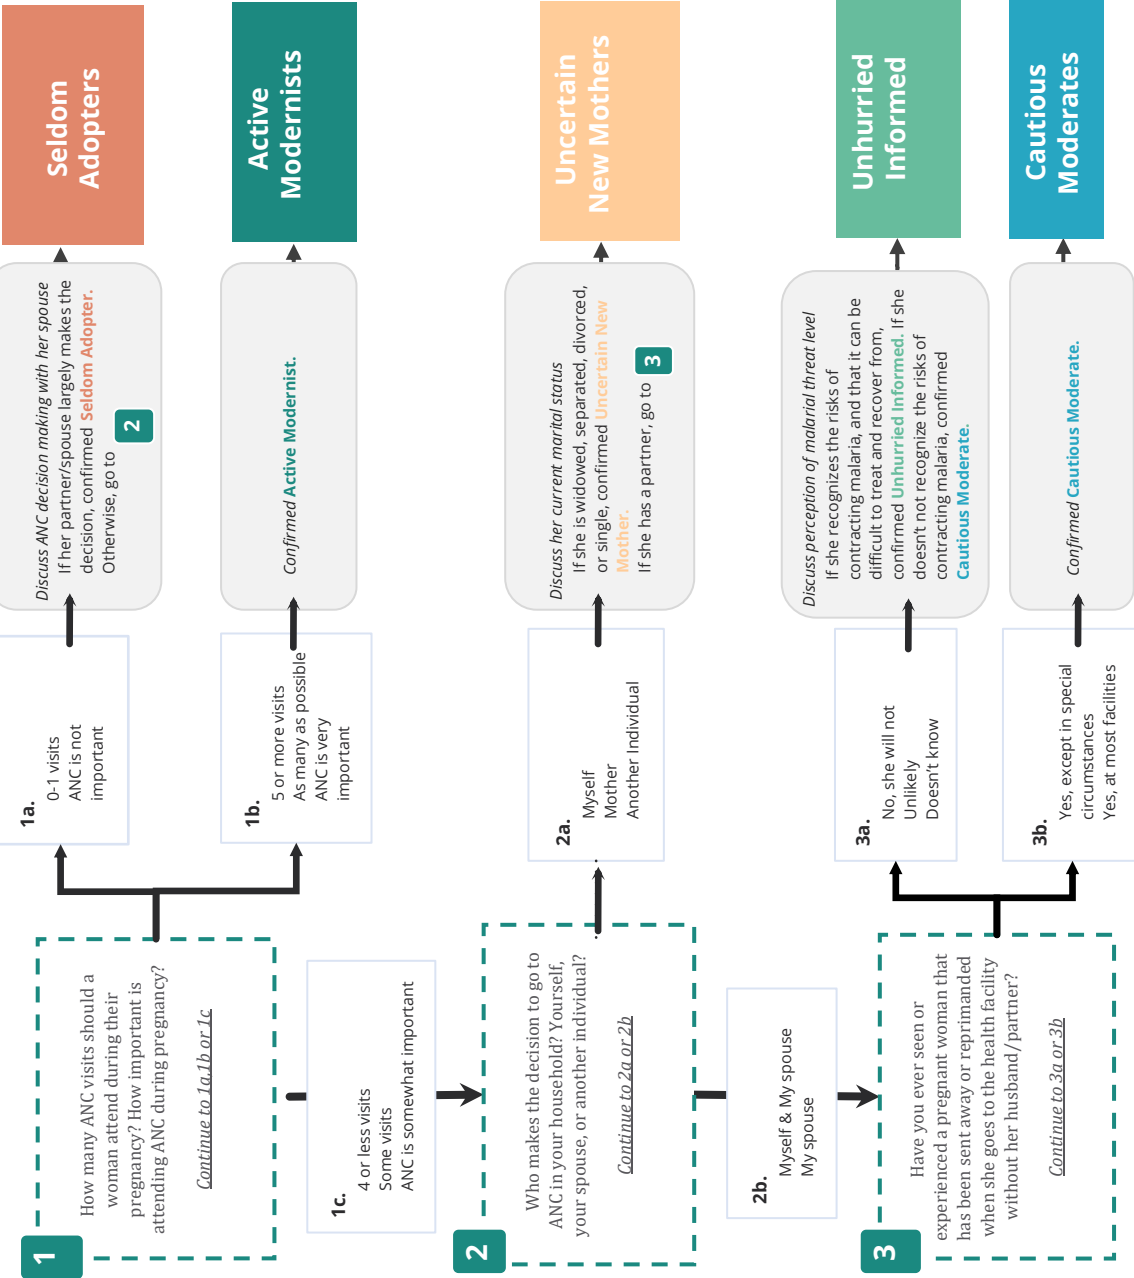 1
How many ANC visits should a
woman attend during their
pregnancy? How important is
attending ANC during pregnancy?
Continue to 1a,1b or 1c
1a.
0-1 visits
ANC is not
important
Discuss ANC decision making with her spouse
If her partner/spouse largely makes the
decision, confirmed Seldom Adopter.
Otherwise, go to 2
Seldom
Adopters
1b.
5 or more visits
As many as possible
ANC is very
important
Confirmed Active Modernist.
Active
Modernists
1c.
4 or less visits
Some visits
ANC is somewhat important
2
Who makes the decision to go to
ANC in your household? Yourself,
your spouse, or another individual?
Continue to 2a or 2b
2a.
Myself
Mother
Another Individual
Discuss her current marital status
If she is widowed, separated, divorced,
or single, confirmed Uncertain New
Mother.
If she has a partner, go to 3
Uncertain
New Mothers
2b.
Myself & My spouse
My spouse
3
Have you ever seen or
experienced a pregnant woman that
has been sent away or reprimanded
when she goes to the health facility
without her husband/partner?
Continue to 3a or 3b
3a.
No, she will not
Unlikely
Doesn't know
Discuss perception of malarial threat level
If she recognizes the risks of
contracting malaria, and that it can be
difficult to treat and recover from,
confirmed Unhurried Informed. If she
doesn't not recognize the risks of
contracting malaria, confirmed
Cautious Moderate.
Unhurried
Informed
3b.
Yes, except in special
circumstances
Yes, at most facilities
Confirmed Cautious Moderate.
Cautious
Moderates